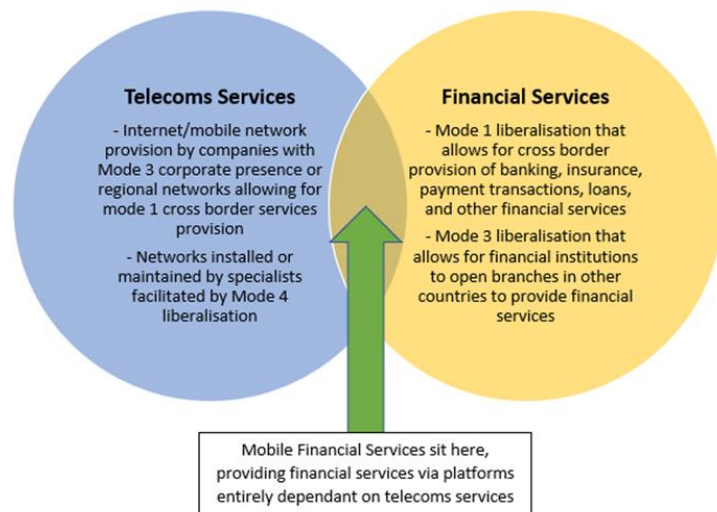 Telecoms Services
- Internet/mobile network
provision by companies with
Mode 3 corporate presence or
regional networks allowing for
mode 1 cross border services
provision
- Networks installed or
maintained by specialists
facilitated by Mode 4
liberalisation
Financial Services
- Mode 1 liberalisation that
allows for cross border
provision of banking, insurance,
payment transactions, loans,
and other financial services
- Mode 3 liberalisation that
allows for financial institutions
to open branches in other
countries to provide financial
services
Mobile Financial Services sit here,
providing financial services via platforms
entirely dependant on telecoms services